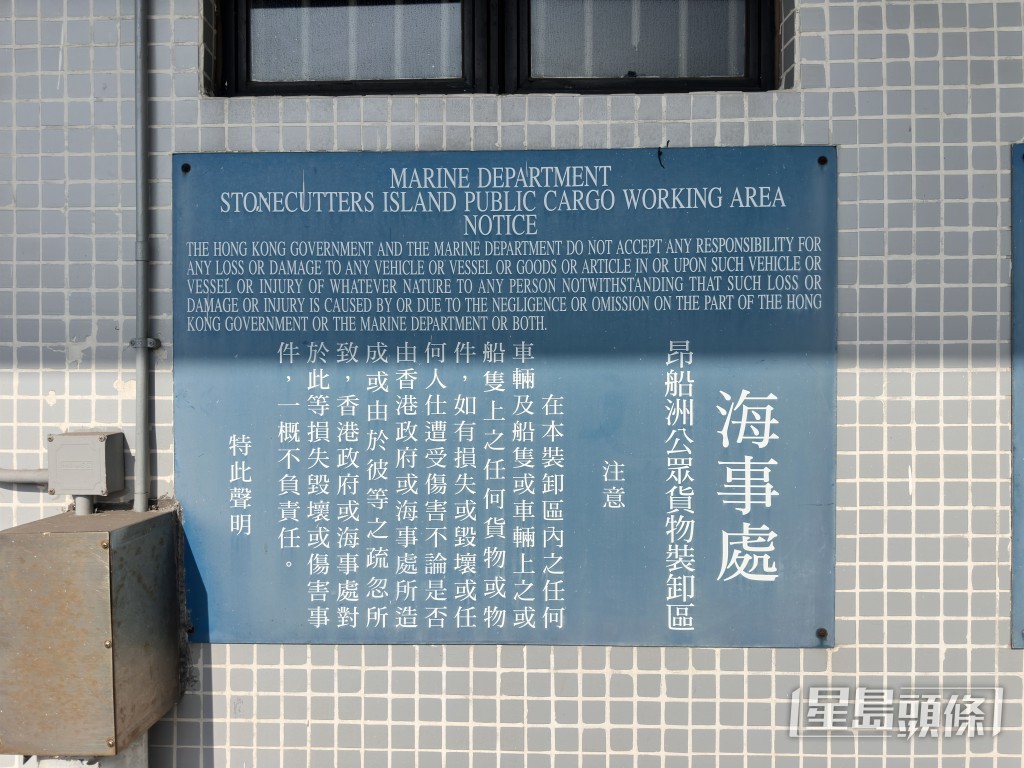 MARINE DEPARTMENT
STONECUTTERS ISLAND PUBLIC CARGO WORKING AREA
NOTICE
THE HONG KONG GOVERNMENT AND THE MARINE DEPARTMENT DO NOT ACCEPT ANY RESPONSIBILITY FOR
ANY LOSS OR DAMAGE TO ANY VEHICLE OR VESSEL OR GOODS OR ARTICLE IN OR UPON SUCH VEHICLE OR
VESSEL OR INJURY OF WHATEVER NATURE TO ANY PERSON NOTWITHSTANDING THAT SUCH LOSS OR
DAMAGE OR INJURY IS CAUSED BY OR DUE TO THE NEGLIGENCE OR OMISSION ON THE PART OF THE HONG
KONG GOVERNMENT OR THE MARINE DEPARTMENT OR BOTH.
海事處
昂船洲公眾貨物裝卸區
注意
在本裝卸區內之任何
車輛及船隻或車輛上之或
船隻上之任何貨物或物
件，如有損失或毀壞或任
何人仕遭受傷害不論是否
由香港政府或海事處所造
成或由於彼等之疏忽所
致，香港政府或海事處對
於此等損失毀壞或傷害事
件，一概不負責任。
特此聲明
星島頭條